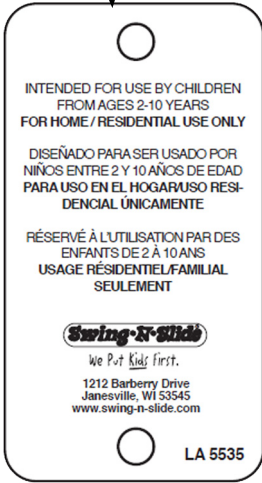 INTENDED FOR USE BY CHILDREN
FROM AGES 2-10 YEARS
FOR HOME / RESIDENTIAL USE ONLY
DISEÑADO PARA SER USADO POR
NIÑOS ENTRE 2 Y 10 AÑOS DE EDAD
PARA USO EN EL HOGAR/USO RESI-
DENCIAL ÚNICAMENTE
RÉSERVÉ À L'UTILISATION PAR DES
ENFANTS DE 2 À 10 ANS
USAGE RÉSIDENTIEL/FAMILIAL
SEULEMENT
Swing•N•Slide
We Put Kids First.
1212 Barberry Drive
Janesville, WI 53545
www.swing-n-slide.com
LA 5535